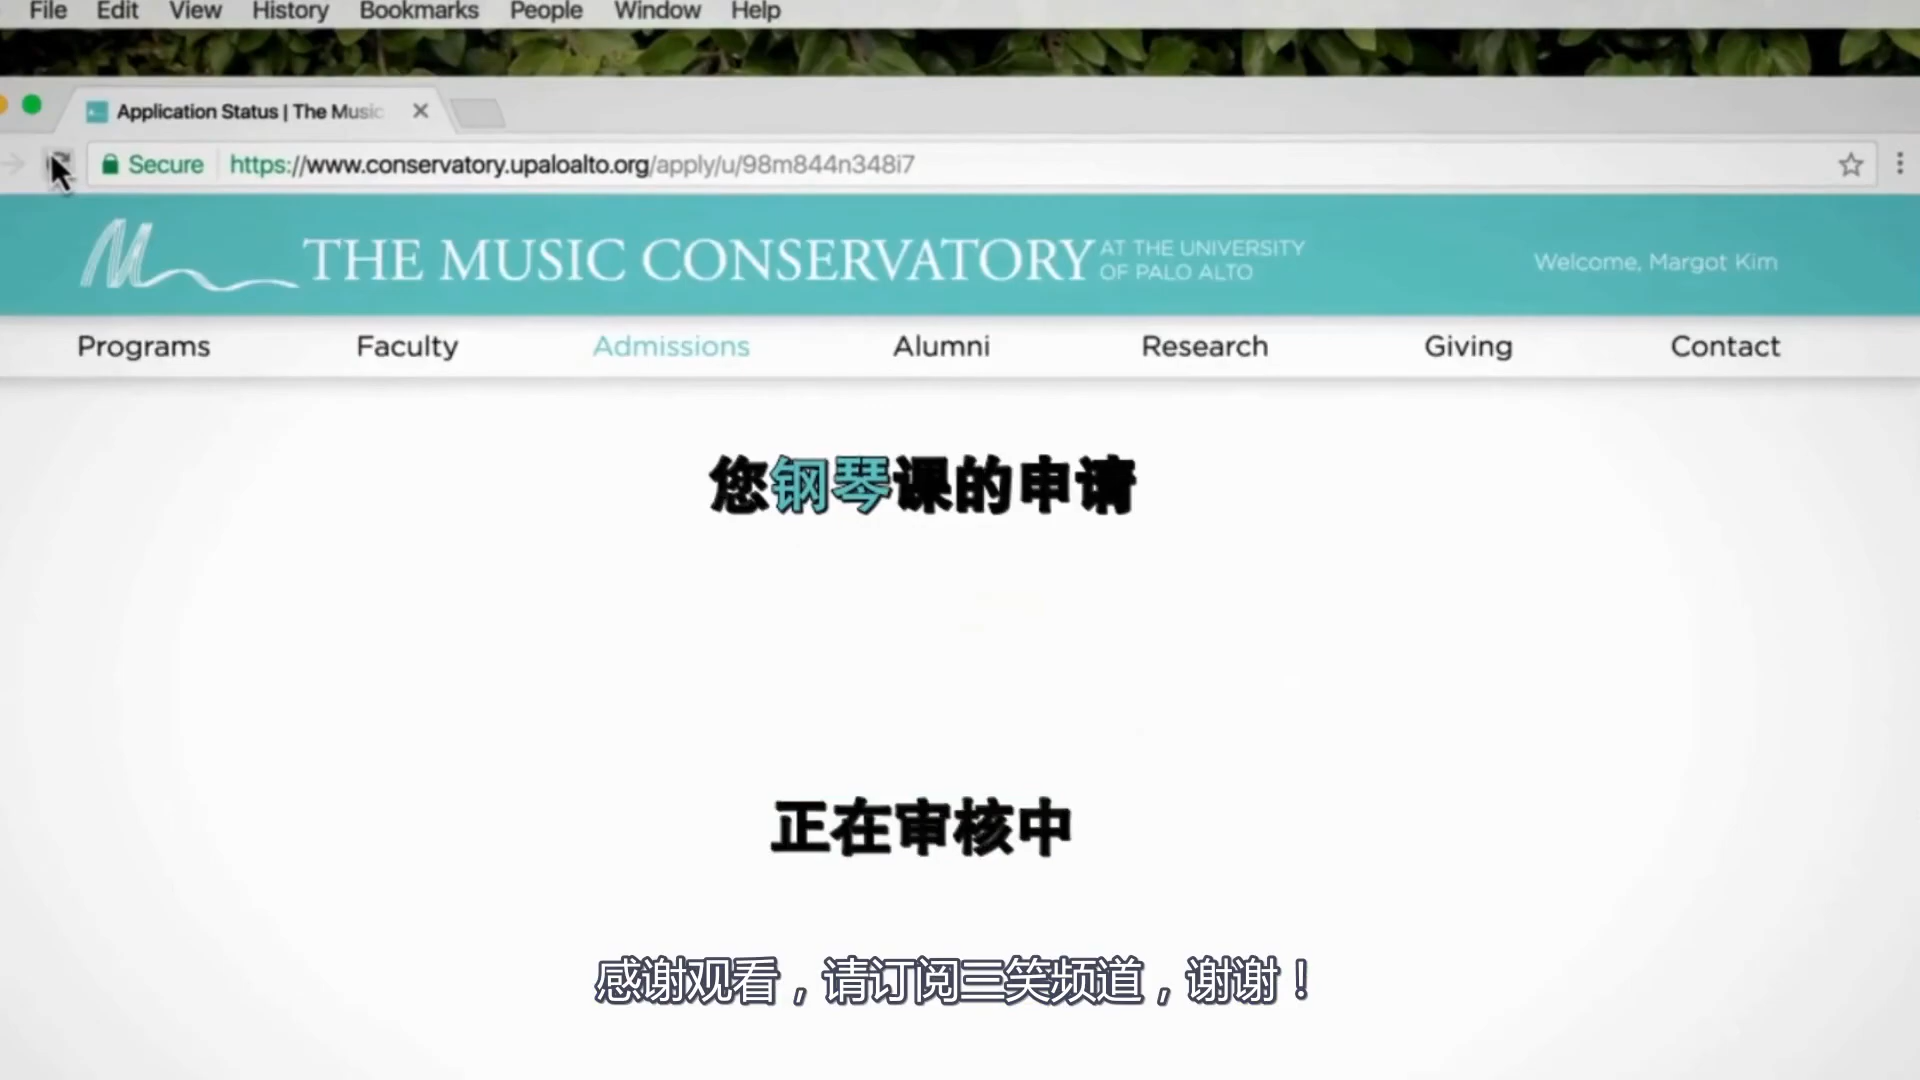 File Edit View History Bookmarks People Window Help
Application Status | The Music
Secure https://www.conservatory.upaloalto.org/apply/u/98m844n348i7
THE MUSIC CONSERVATORY
AT THE UNIVERSITY
OF PALO ALTO
Welcome, Margot Kim
Programs Faculty Admissions Alumni Research Giving Contact
您钢琴课的申请
正在审核中
感谢观看，请订阅三笑频道，谢谢！